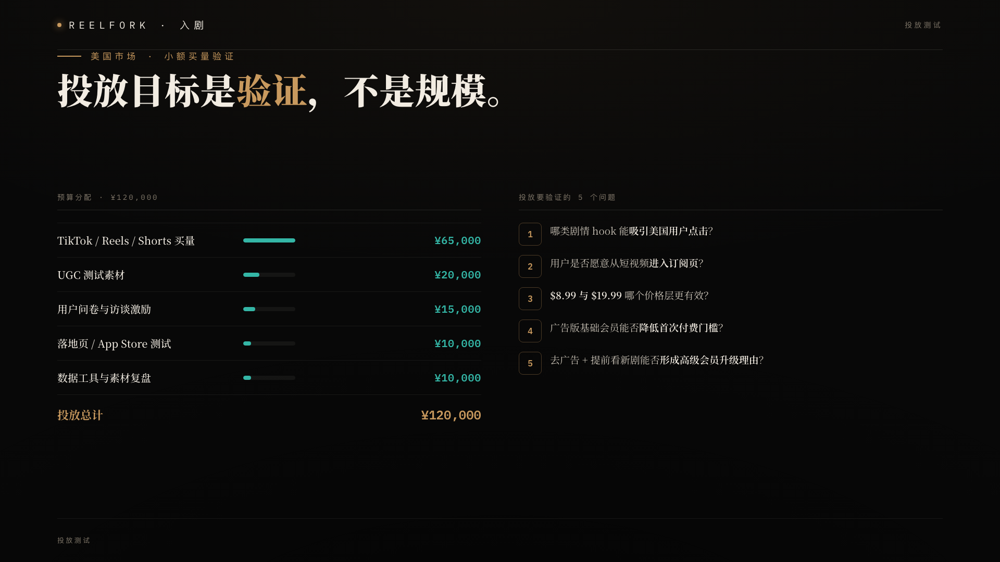 REELFORK · 入剧
投放测试
美国市场 · 小额买量验证
投放目标是验证，不是规模。
预算分配 · ¥120,000
TikTok / Reels / Shorts 买量 ¥65,000
UGC 测试素材 ¥20,000
用户问卷与访谈激励 ¥15,000
落地页 / App Store 测试 ¥10,000
数据工具与素材复盘 ¥10,000
投放总计 ¥120,000
投放要验证的 5 个问题
1 哪类剧情 hook 能吸引美国用户点击？
2 用户是否愿意从短视频进入订阅页？
3 $8.99 与 $19.99 哪个价格层更有效？
4 广告版基础会员能否降低首次付费门槛？
5 去广告 + 提前看新剧能否形成高级会员升级理由？
投放测试